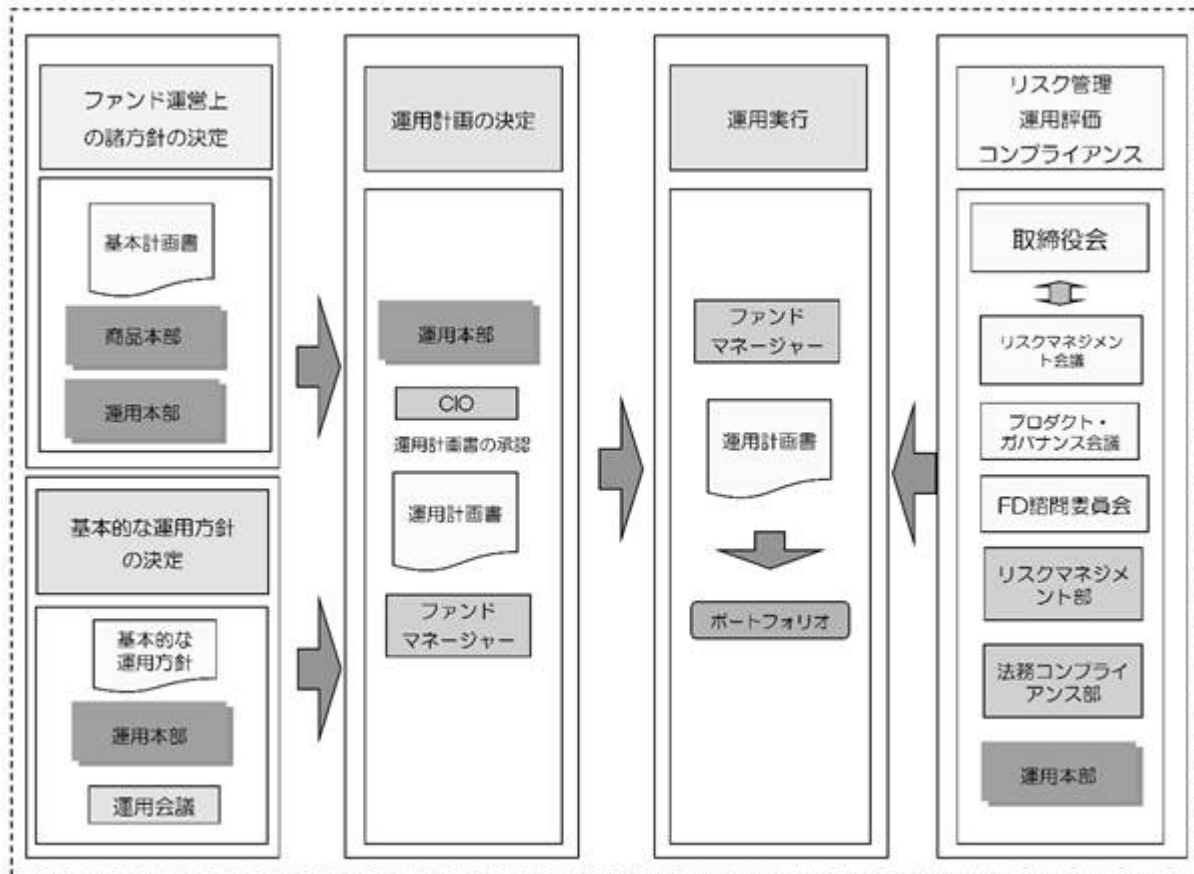 ファンド運営上
の諸方針の決定
基本計画書
商品本部
運用本部
基本的な運用方針
の決定
基本的な
運用方針
運用本部
運用会議
運用計画の決定
運用本部
CIO
運用計画書の承認
運用計画書
ファンド
マネージャー
運用実行
ファンド
マネージャー
運用計画書
ポートフォリオ
リスク管理
運用評価
コンプライアンス
取締役会
リスクマネジメン
ト会議
プロダクト・
ガバナンス会議
FD諮問委員会
リスクマネジメ
ント部
法務コンプライ
アンス部
運用本部